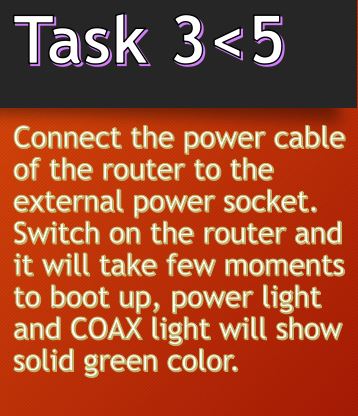 Task 3<5
Connect the power cable
of the router to the
external power socket.
Switch on the router and
it will take few moments
to boot up, power light
and COAX light will show
solid green color.